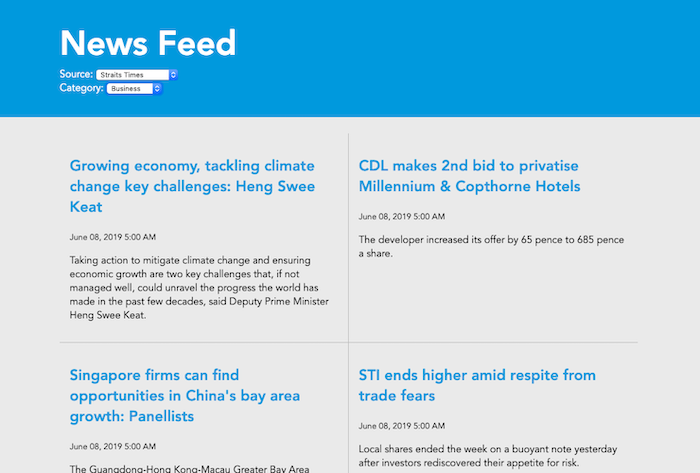 News Feed
Source: Straits Times
Category: Business
Growing economy, tackling climate
change key challenges: Heng Swee
Keat
June 08, 2019 5:00 AM
Taking action to mitigate climate change and ensuring
economic growth are two key challenges that, if not
managed well, could unravel the progress the world has
made in the past few decades, said Deputy Prime Minister
Heng Swee Keat.
CDL makes 2nd bid to privatise
Millennium & Copthorne Hotels
June 08, 2019 5:00 AM
The developer increased its offer by 65 pence to 685 pence
a share.
Singapore firms can find
opportunities in China's bay area
growth: Panellists
June 08, 2019 5:00 AM
The Guangdong-Hong Kong-Macau Greater Bay Area
STI ends higher amid respite from
trade fears
June 08, 2019 5:00 AM
Local shares ended the week on a buoyant note yesterday
after investors rediscovered their appetite for risk.